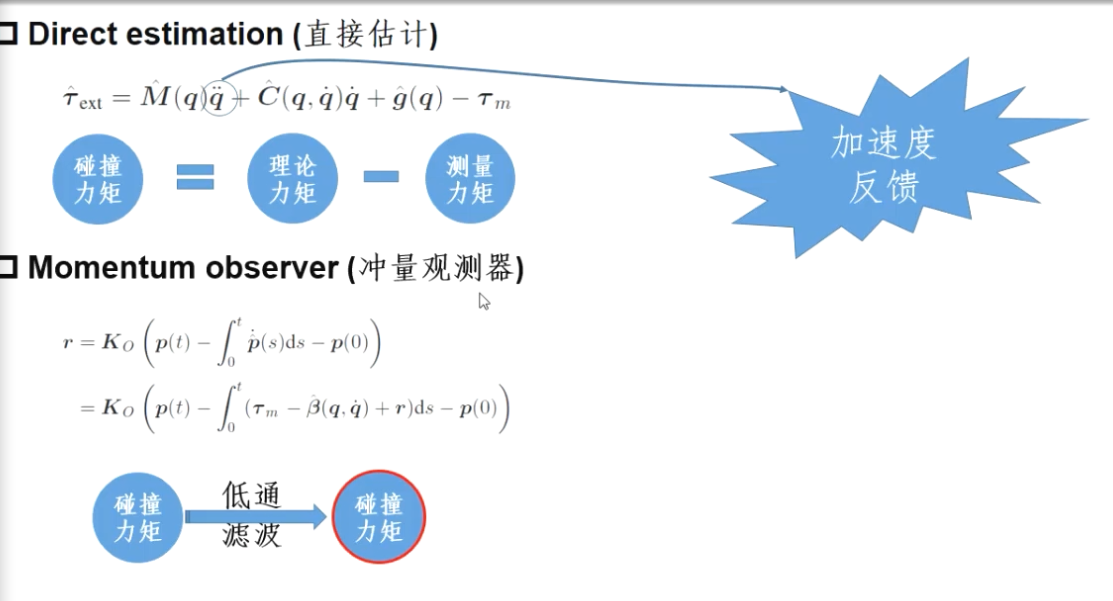 Direct estimation (直接估计)
$\hat{\tau}_{\text{ext}} = \hat{M}(q)\ddot{q} + \hat{C}(q, \dot{q})\dot{q} + \hat{g}(q) - \tau_m$
加速度
反馈
碰撞
力矩
理论
力矩
测量
力矩
Momentum observer (冲量观测器)
$r = K_O \left( p(t) - \int_0^t \dot{\hat{p}}(s)\mathrm{d}s - p(0) \right)$
$= K_O \left( p(t) - \int_0^t (\tau_m - \hat{\beta}(q, \dot{q}) + r)\mathrm{d}s - p(0) \right)$
碰撞
力矩
低通
滤波
碰撞
力矩